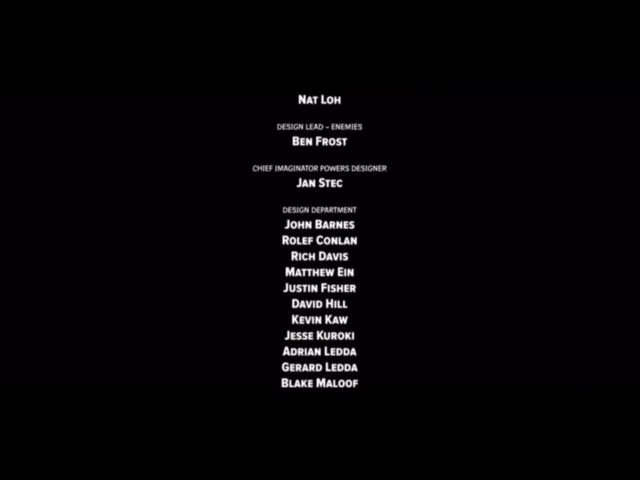 Nat Loh
DESIGN LEAD – ENEMIES
Ben Frost
CHIEF IMAGINATOR POWERS DESIGNER
Jan Stec
DESIGN DEPARTMENT
John Barnes
Rolef Conlan
Rich Davis
Matthew Ein
Justin Fisher
David Hill
Kevin Kaw
Jesse Kuroki
Adrian Ledda
Gerard Ledda
Blake Maloof